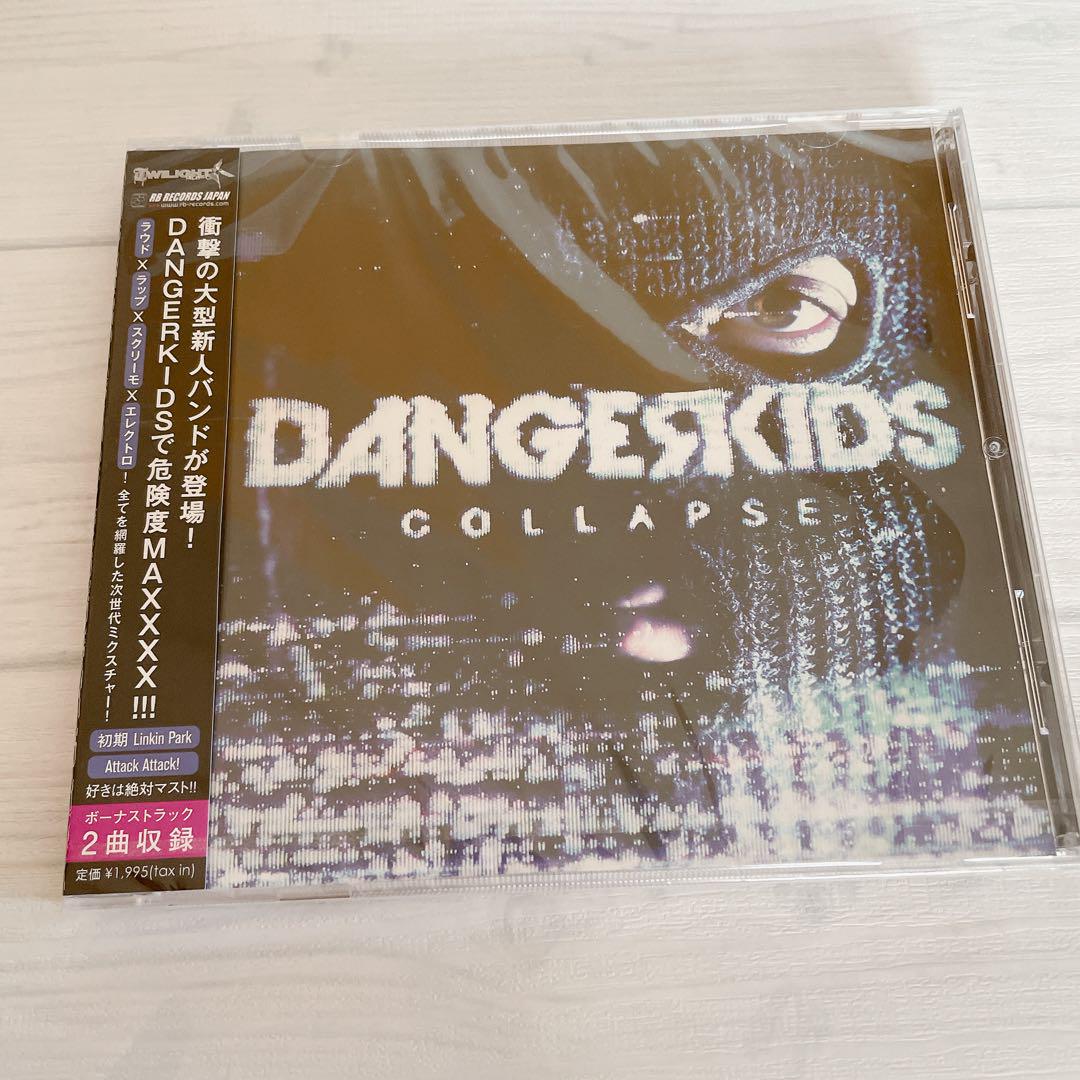 TWILIGHT
RB RECORDS JAPAN
www.rb-records.com
衝撃の大型新人バンドが登場！
DANGERKIDSで危険度MAXXXX!!!
ラウド X ラップ X スクリーモ X エレクトロ！全てを網羅した次世代ミクスチャー！
初期 Linkin Park
Attack Attack!
好きは絶対マスト!!
ボーナストラック
2曲収録
定価 ¥1,995(tax in)
DANGERKIDS
COLLAPSE